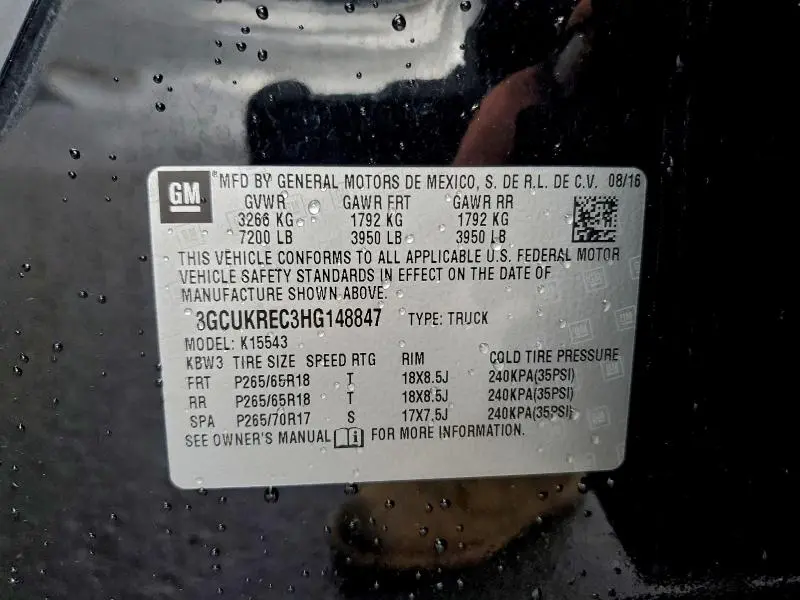 GM
® MFD BY GENERAL MOTORS DE MEXICO, S. DE R.L. DE C.V. 08/16
GVWR GAWR FRT GAWR RR
3266 KG 1792 KG 1792 KG
7200 LB 3950 LB 3950 LB
THIS VEHICLE CONFORMS TO ALL APPLICABLE U.S. FEDERAL MOTOR
VEHICLE SAFETY STANDARDS IN EFFECT ON THE DATE OF
MANUFACTURE SHOWN ABOVE.
3GCUKREC3HG148847 TYPE: TRUCK
MODEL: K15543
KBW3 TIRE SIZE SPEED RTG RIM COLD TIRE PRESSURE
FRT P265/65R18 T 18X8.5J 240KPA(35PSI)
RR P265/65R18 T 18X8.5J 240KPA(35PSI)
SPA P265/70R17 S 17X7.5J 240KPA(35PSI)
SEE OWNER'S MANUAL FOR MORE INFORMATION.